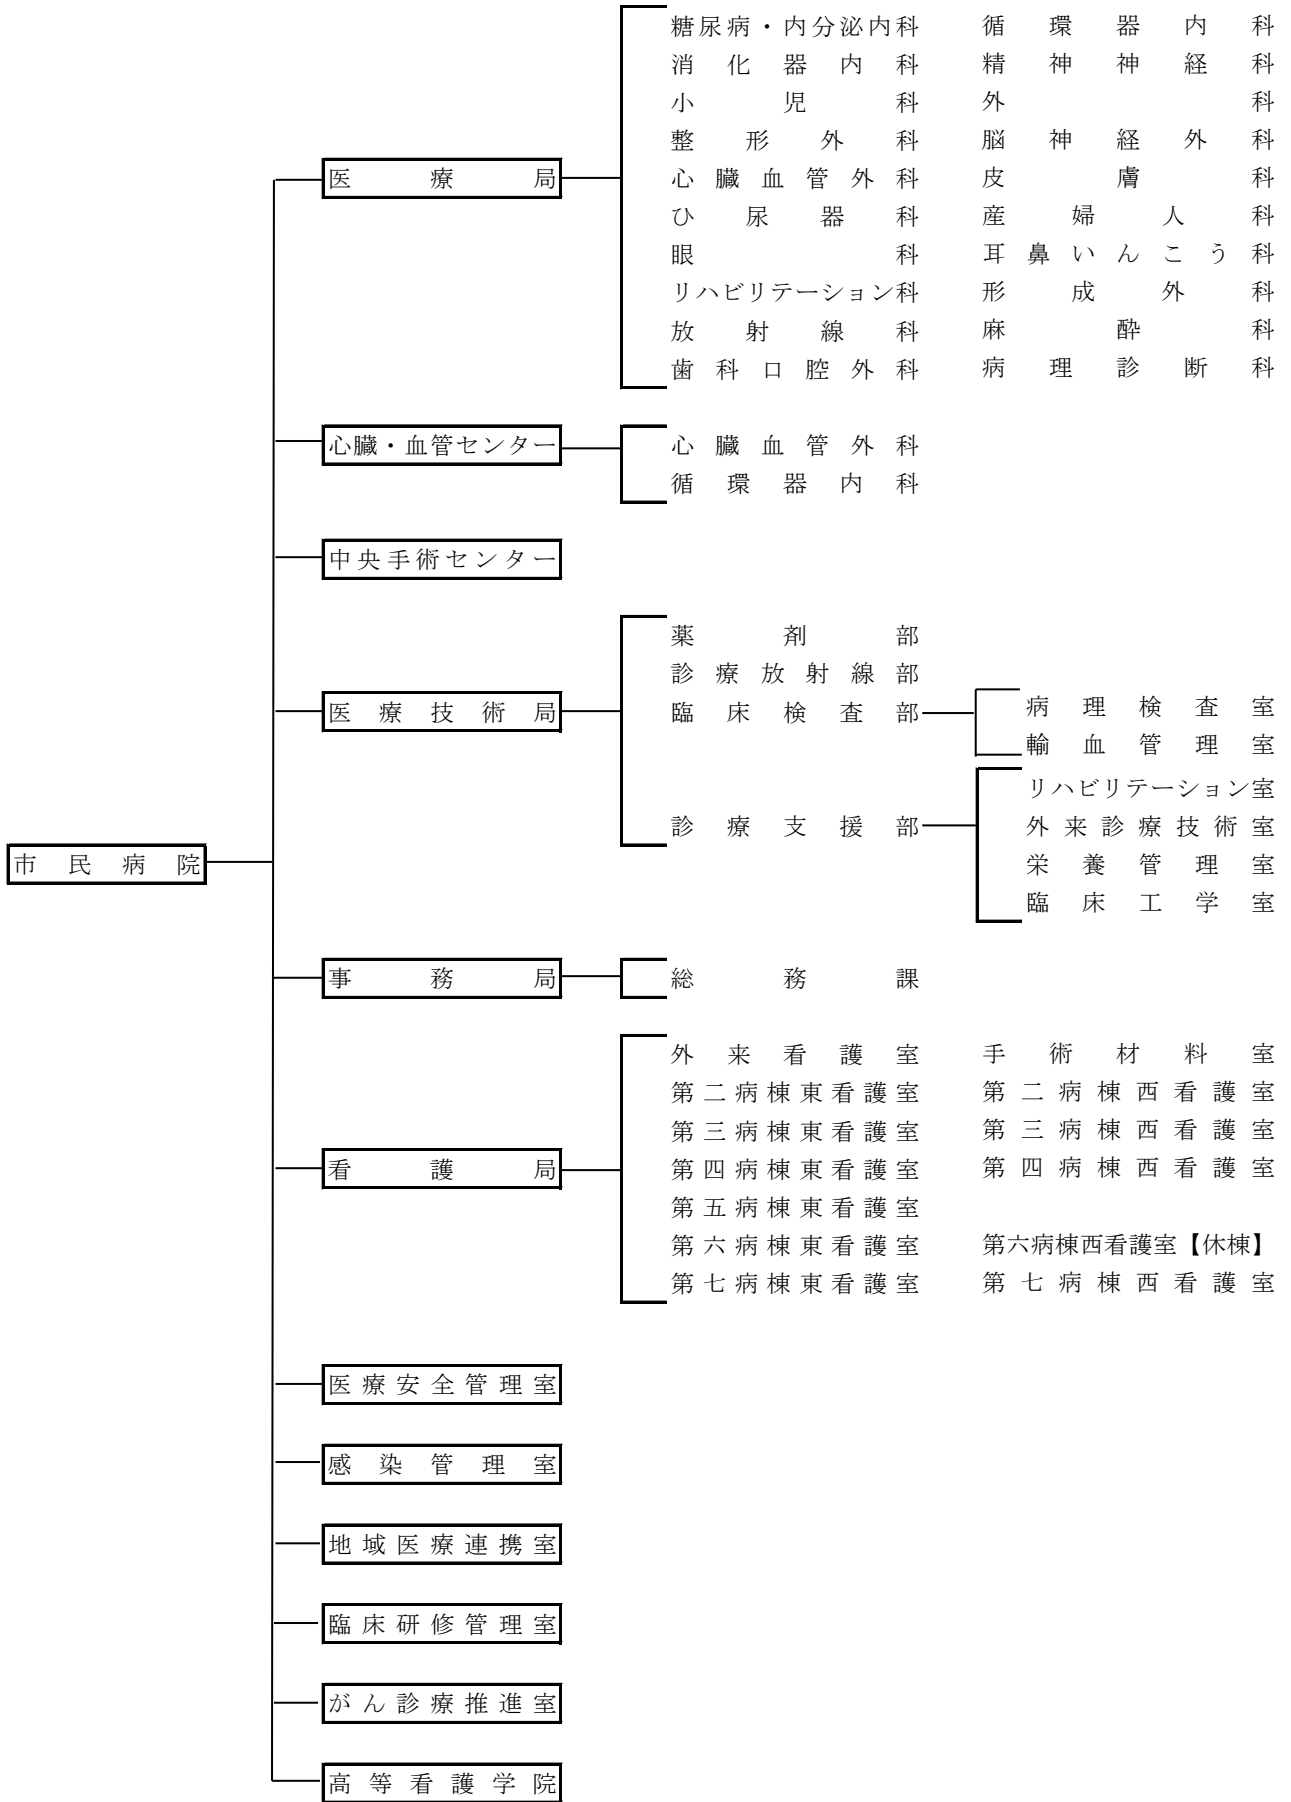 糖尿病・内分泌内科 循環器内科
消化器内科 精神神経科
小児科 外科
整形外科 脳神経外科
医療局 心臓血管外科 皮膚科
ひ尿器科 産婦人科
眼科 耳鼻いんこう科
リハビリテーション科 形成外科
放射線科 麻酔科
歯科口腔外科 病理診断科
心臓・血管センター 心臓血管外科
循環器内科
中央手術センター
薬剤部
診療放射線部
医療技術局 臨床検査部 病理検査室
輸血管理室
リハビリテーション室
診療支援部 外来診療技術室
市民病院 栄養管理室
臨床工学室
事務局 総務課
外来看護室 手術材料室
第二病棟東看護室 第二病棟西看護室
第三病棟東看護室 第三病棟西看護室
看護局 第四病棟東看護室 第四病棟西看護室
第五病棟東看護室
第六病棟東看護室 第六病棟西看護室【休棟】
第七病棟東看護室 第七病棟西看護室
医療安全管理室
感染管理室
地域医療連携室
臨床研修管理室
がん診療推進室
高等看護学院